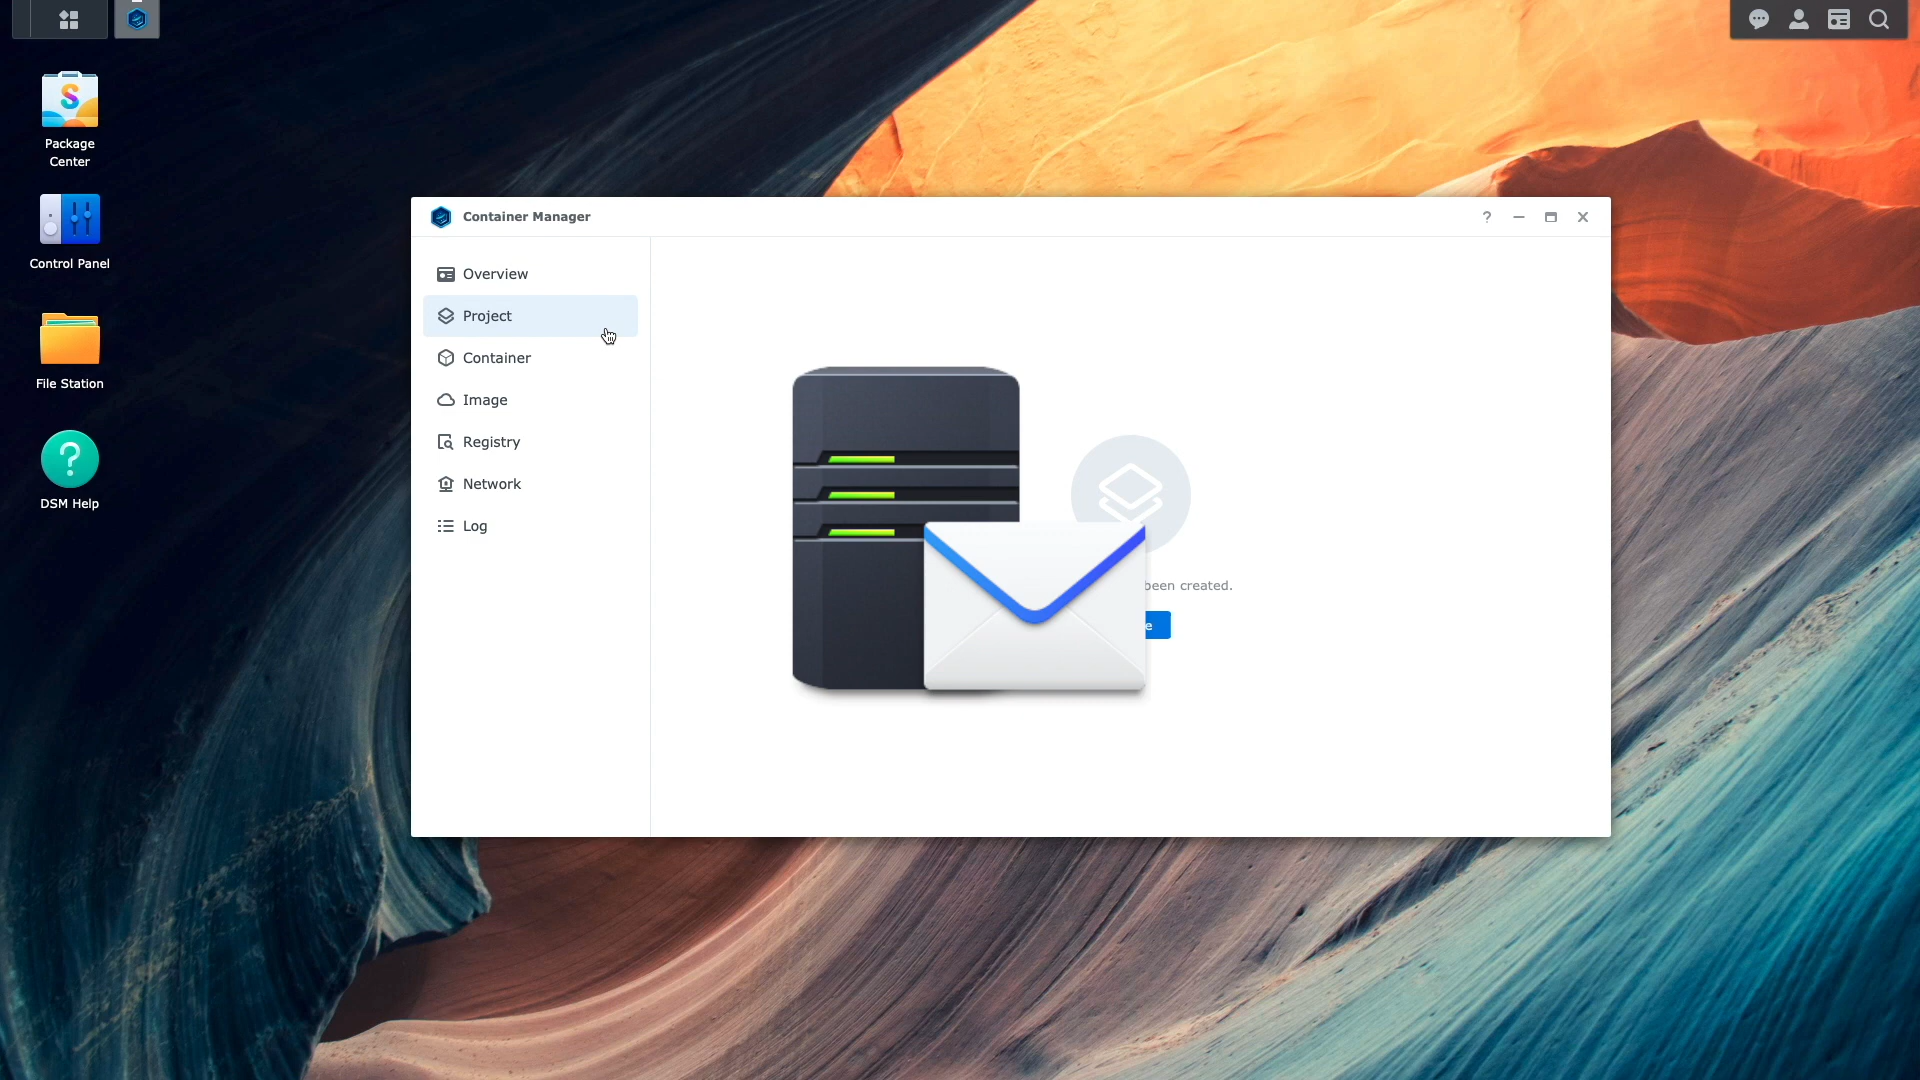 Package
Center
Control Panel
File Station
?
DSM Help
Container Manager
?
Overview
Project
Container
Image
Registry
Network
Log
been created.
e